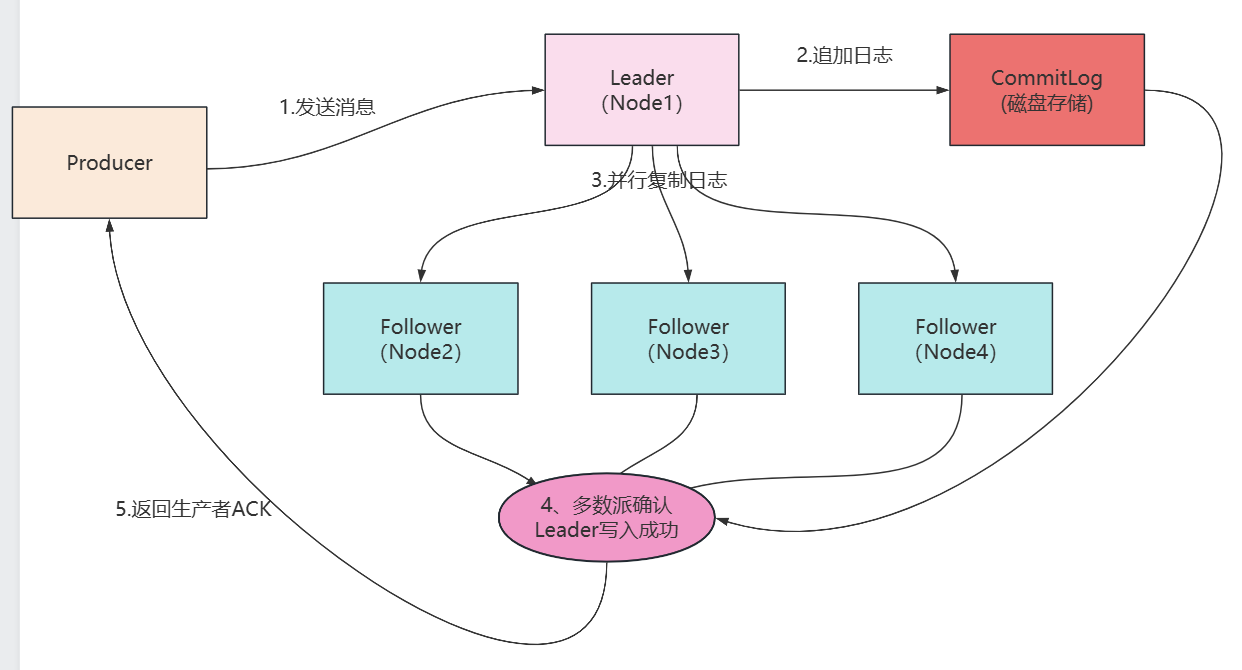 Producer
1.发送消息
Leader
（Node1）
2.追加日志
CommitLog
(磁盘存储)
3.并行复制日志
Follower
（Node2）
Follower
（Node3）
Follower
（Node4）
4、多数派确认
Leader写入成功
5.返回生产者ACK